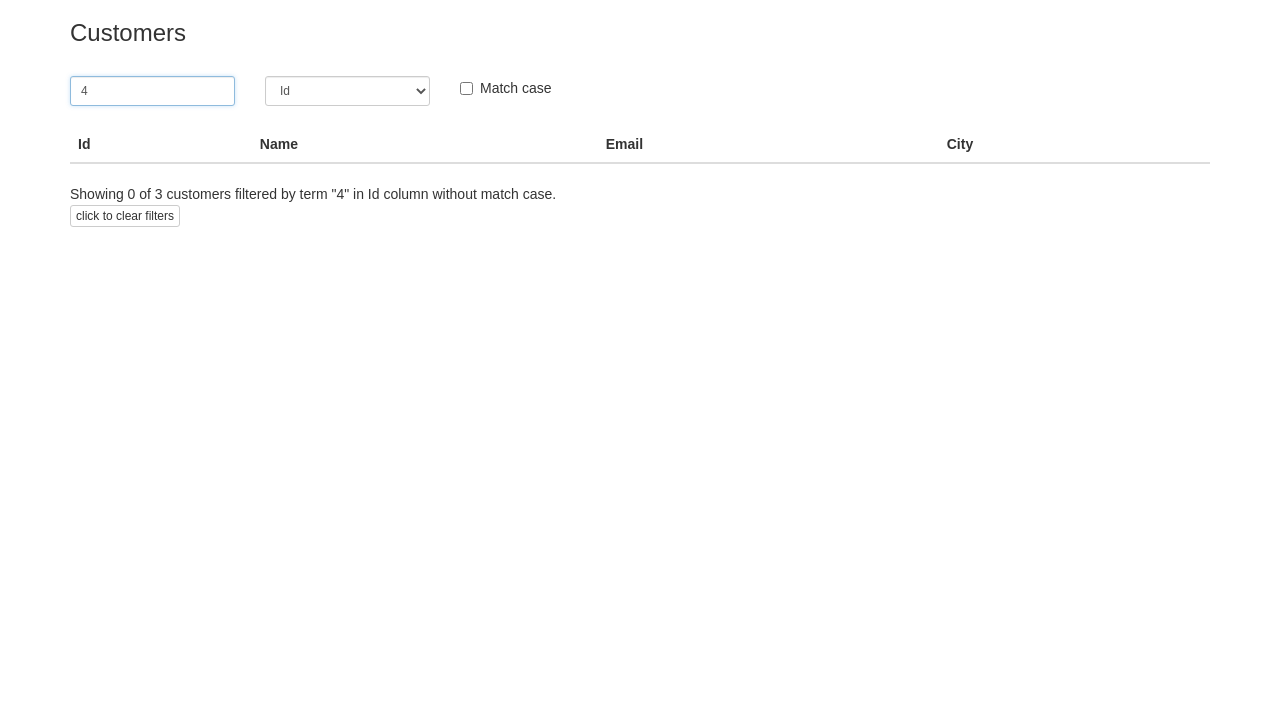 Customers
4
Id
Match case
Id Name Email City
Showing 0 of 3 customers filtered by term "4" in Id column without match case.
click to clear filters